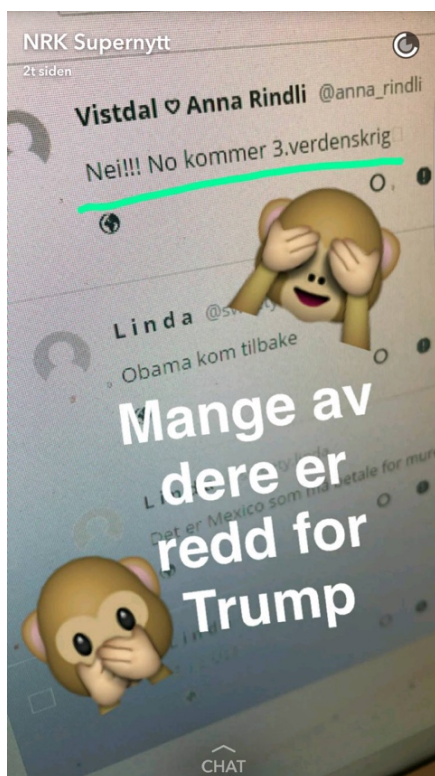 NRK Supernytt
2t siden
Vistdal ♡ Anna Rindli @anna_rindli
Nei!!! No kommer 3.verdenskrig
Linda
Obama kom tilbake
Mange av
dere er
redd for
Trump
Det er Mexico som må betale for
CHAT